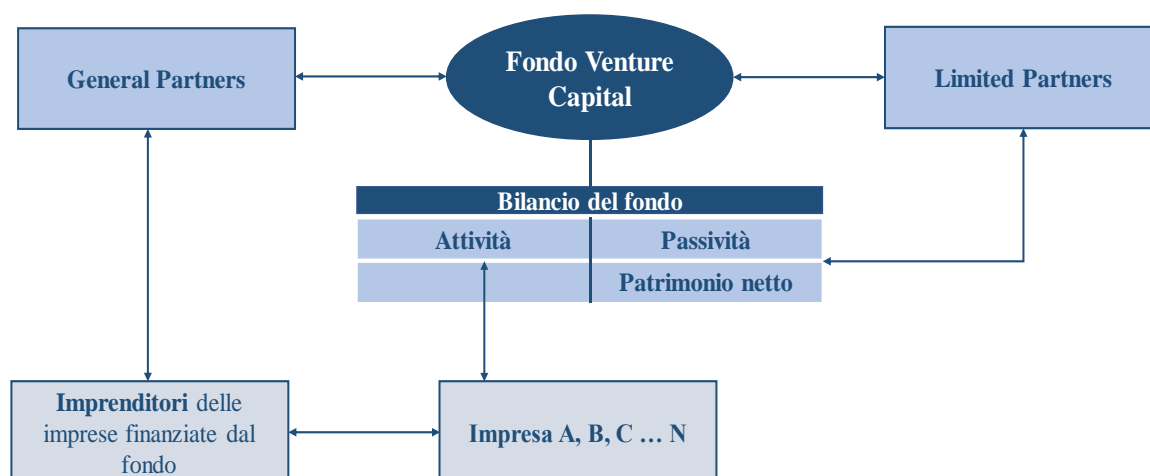 General Partners
Fondo Venture
Capital
Limited Partners
Bilancio del fondo
Attività
Passività
Patrimonio netto
Imprenditori delle
imprese finanziate dal
fondo
Impresa A, B, C … N